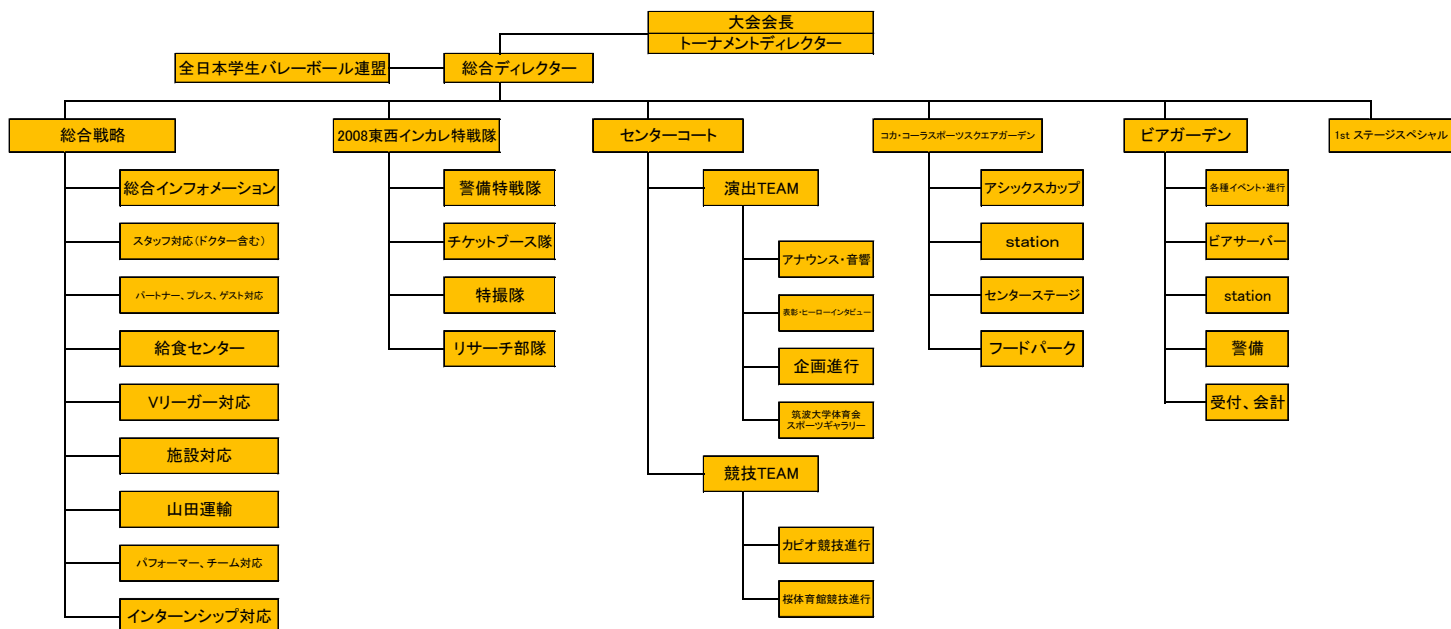 大会会長
トーナメントディレクター
全日本学生バレーボール連盟
総合ディレクター
総合戦略
2008東西インカレ特戦隊
センターコート
コカ・コーラスポーツスクエアガーデン
ビアガーデン
1st ステージスペシャル
総合インフォメーション
スタッフ対応(ドクター含む)
パートナー、プレス、ゲスト対応
給食センター
Vリーガー対応
施設対応
山田運輸
パフォーマー、チーム対応
インターンシップ対応
警備特戦隊
チケットブース隊
特撮隊
リサーチ部隊
演出TEAM
アナウンス・音響
表彰・ヒーローインタビュー
企画進行
筑波大学体育会
スポーツギャラリー
競技TEAM
カピオ競技進行
桜体育館競技進行
アシックスカップ
station
センターステージ
フードパーク
各種イベント・進行
ビアサーバー
station
警備
受付、会計